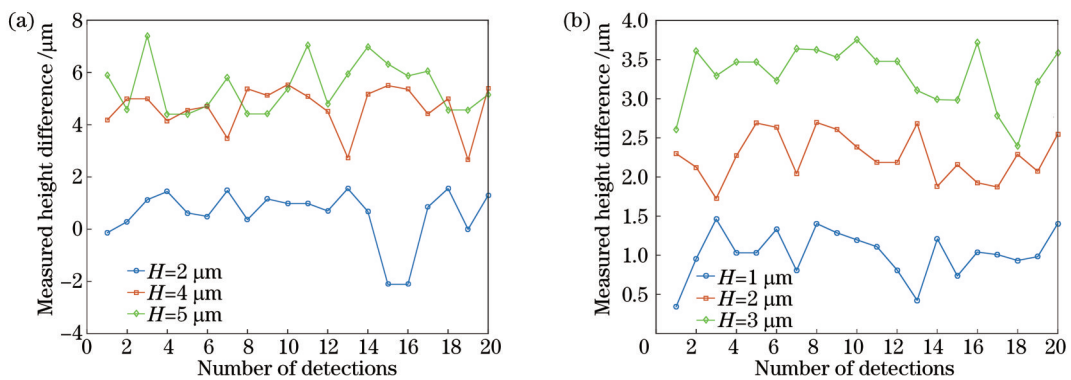 (a)
Measured height difference /μm
8
6
4
2
0
−2
−4
H=2 μm
H=4 μm
H=5 μm
0 2 4 6 8 10 12 14 16 18 20
Number of detections
(b)
Measured height difference /μm
4.0
3.5
3.0
2.5
2.0
1.5
1.0
0.5
H=1 μm
H=2 μm
H=3 μm
0 2 4 6 8 10 12 14 16 18 20
Number of detections